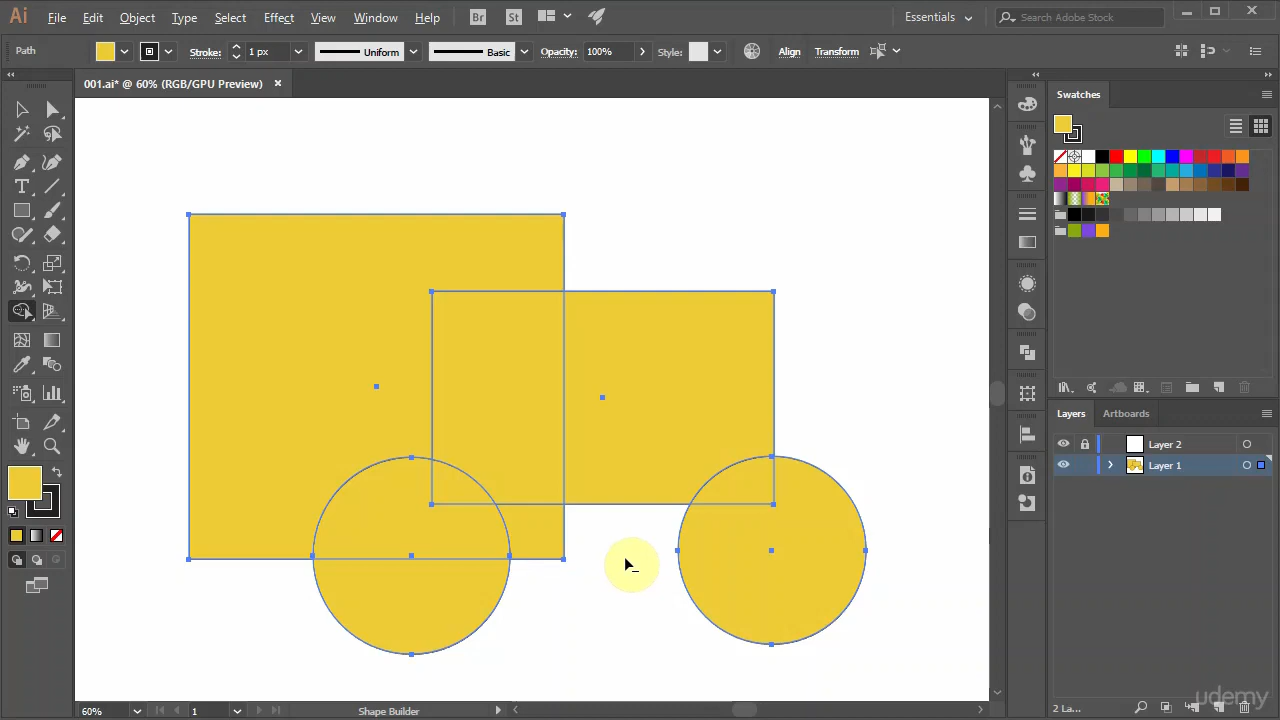 Ai File Edit Object Type Select Effect View Window Help Br St Essentials Search Adobe Stock
Path Stroke: 1 px Uniform Basic Opacity: 100% Style: Align Transform
001.ai* @ 60% (RGB/GPU Preview)
Swatches
Layers Artboards
Layer 2
Layer 1
60% 1 Shape Builder 2 La...
udemy